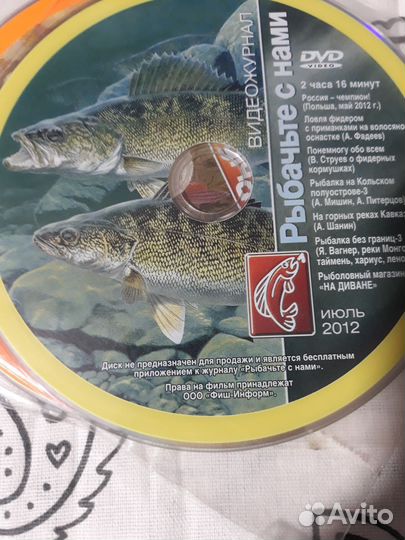 ВИДЕОЖУРНАЛ
Рыбачьте с нами
DVD
VIDEO
2 часа 16 минут
Россия – чемпион!
(Польша, май 2012 г.)
Ловля фидером
с приманками на волосяно
оснастке (А. Фадеев)
Понемногу обо всем
(В. Струев о фидерных
кормушках)
Рыбалка на Кольском
полуострове-3
(А. Мишин, А. Питерцов)
На горных реках Кавказ
(А. Шанин)
Рыбалка без границ-3
(Я. Вагнер, реки Монго
таймень, хариус, лено
Рыболовный магазин
«НА ДИВАНЕ»
ИЮЛЬ
2012
Диск не предназначен для продажи и является бесплатным
приложением к журналу «Рыбачьте с нами».
Права на фильм принадлежат
ООО «Фиш-Информ».
Avito